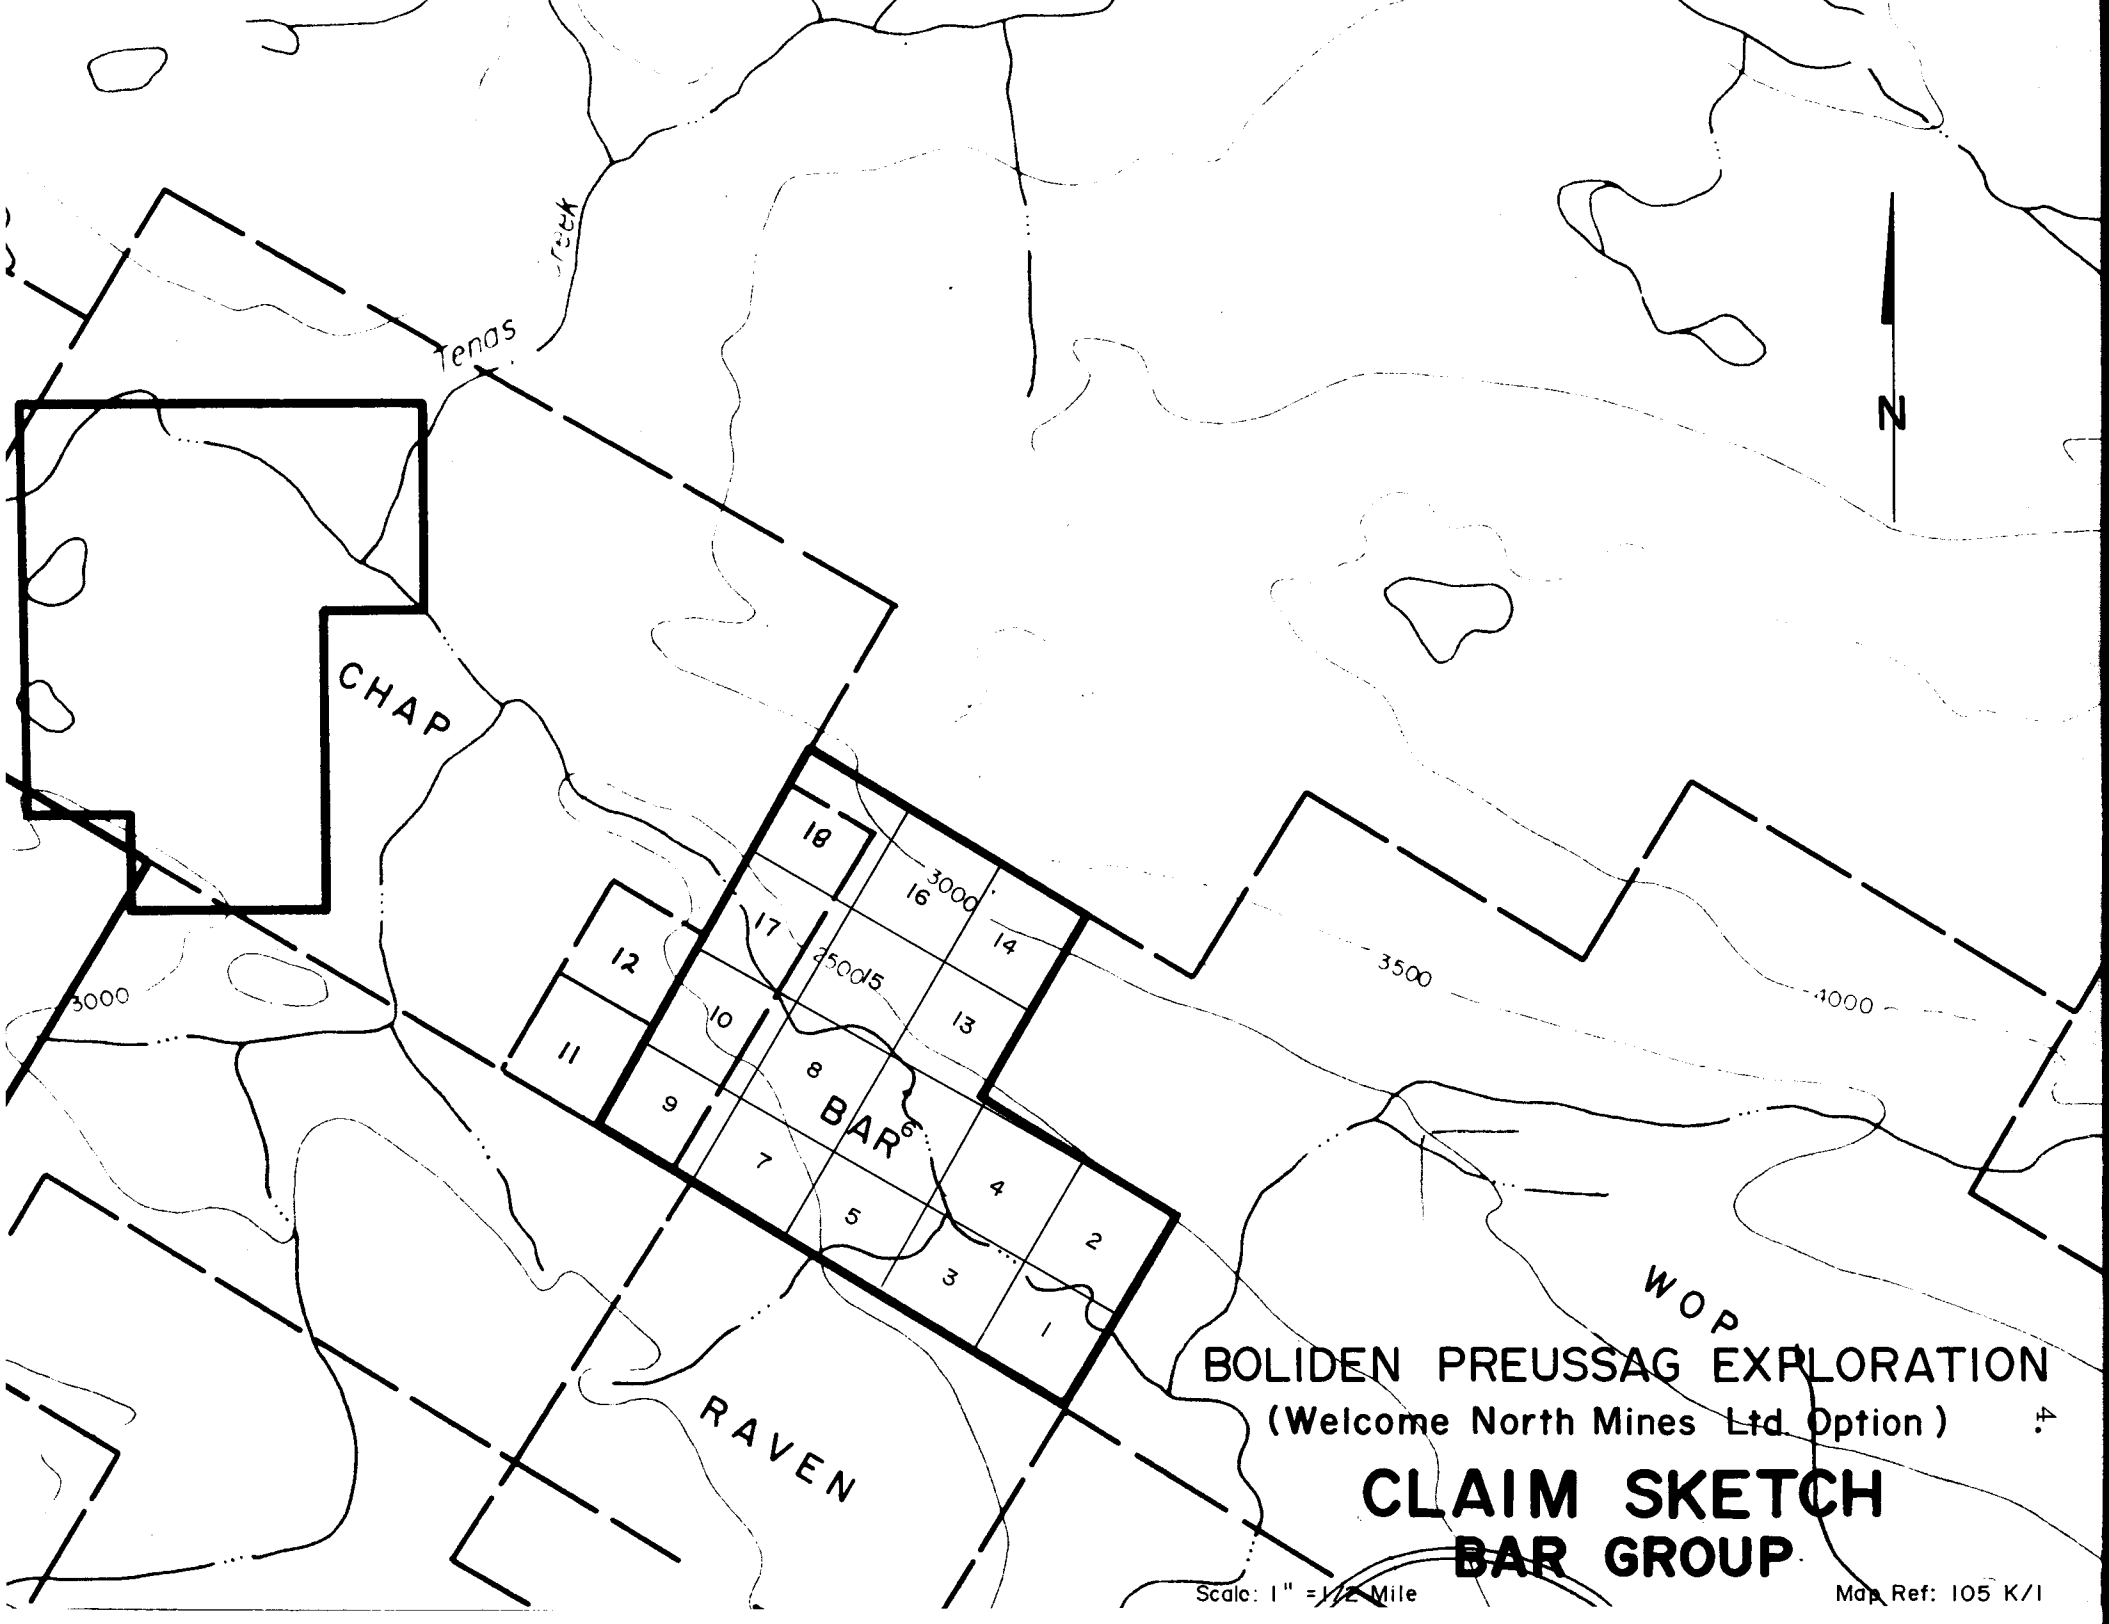 reek
Tenas
N
CHAP
18
16
3000
14
17
12
2500
15
3500
4000
3000
10
13
11
8
9
BAR
6
7
4
5
2
3
1
WOP
BOLIDEN PREUSSAG EXPLORATION
(Welcome North Mines Ltd. Option)
4.
RAVEN
CLAIM SKETCH
BAR GROUP
Scale: 1" = 1/2 Mile
Map Ref: 105 K/1